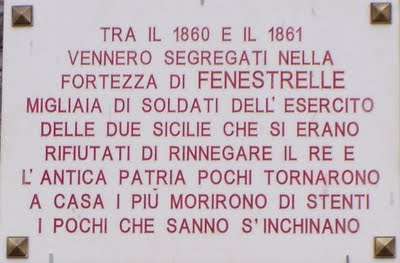 TRA IL 1860 E IL 1861
VENNERO SEGREGATI NELLA
FORTEZZA DI FENESTRELLE
MIGLIAIA DI SOLDATI DELL' ESERCITO
DELLE DUE SICILIE CHE SI ERANO
RIFIUTATI DI RINNEGARE IL RE E
L' ANTICA PATRIA POCHI TORNARONO
A CASA I PIÚ MORIRONO DI STENTI
I POCHI CHE SANNO S' INCHINANO